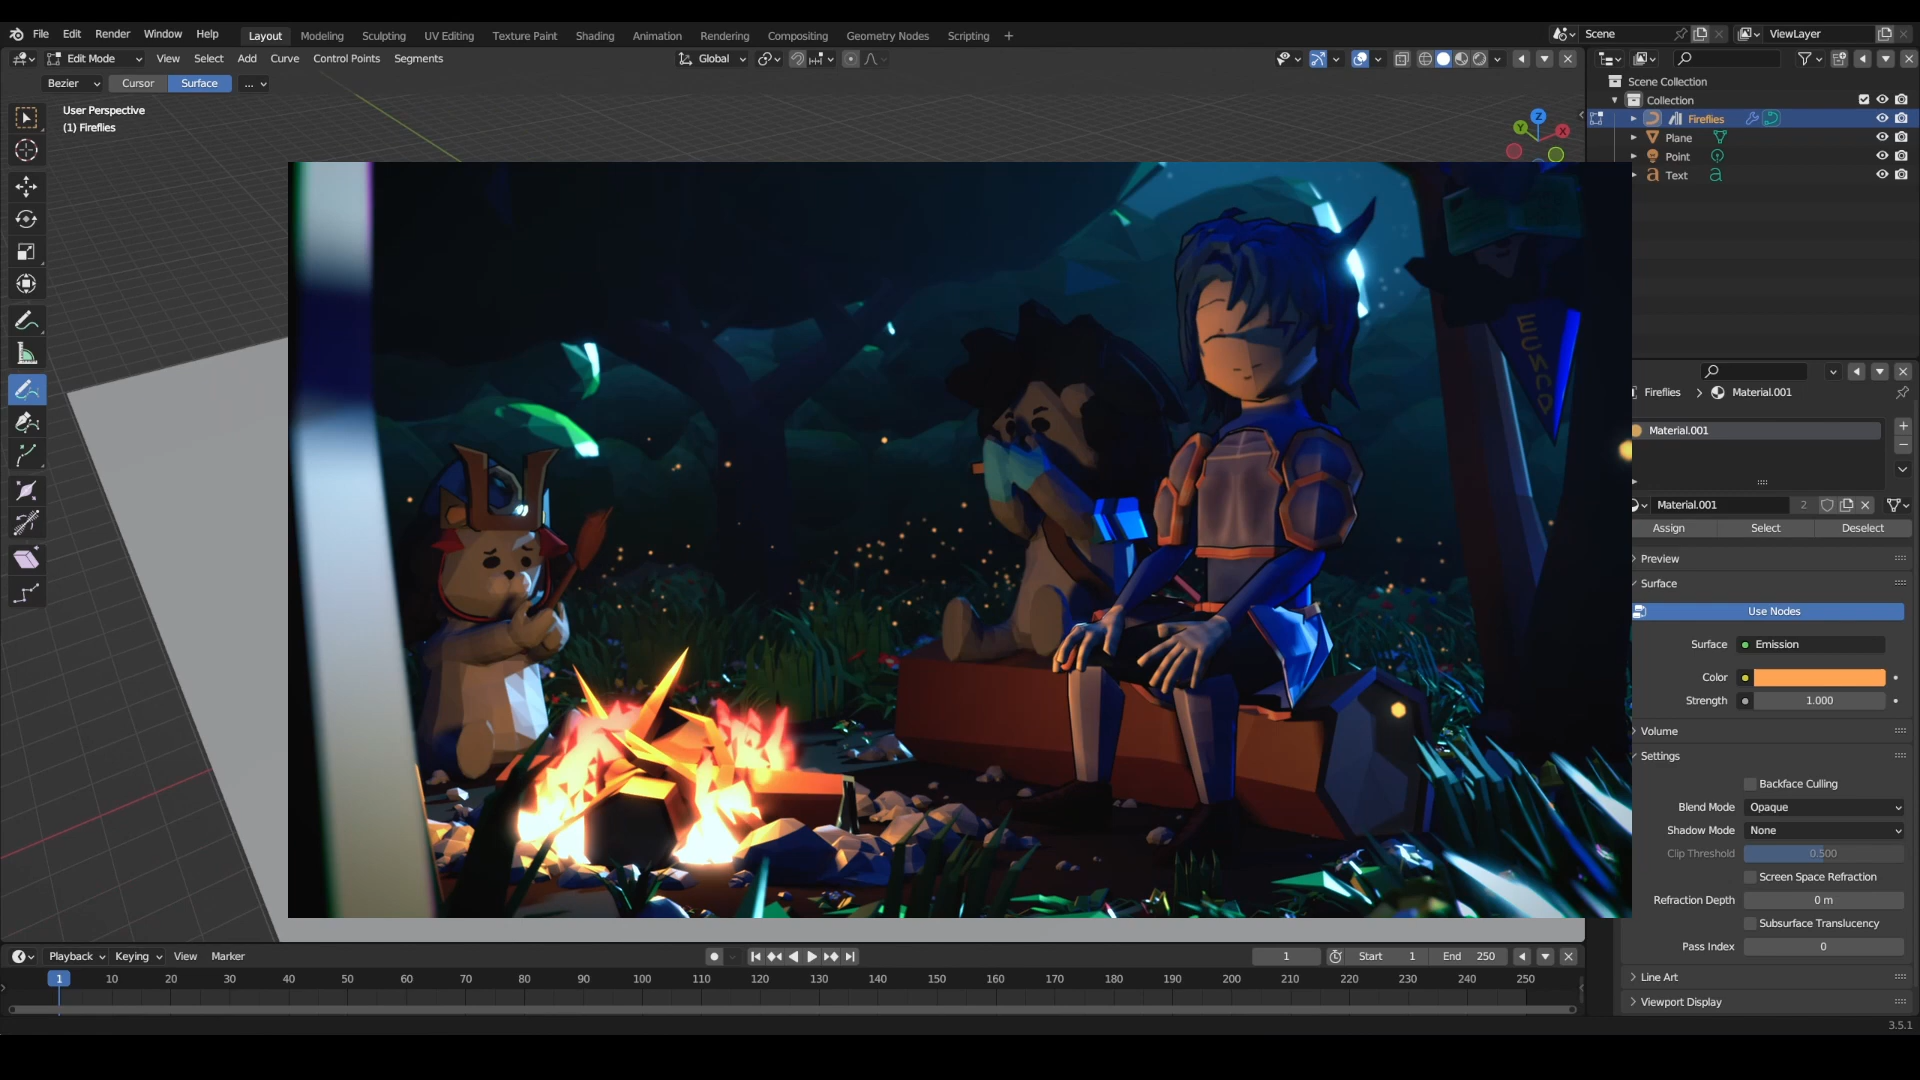 File Edit Render Window Help Layout Modeling Sculpting UV Editing Texture Paint Shading Animation Rendering Compositing Geometry Nodes Scripting + Scene ViewLayer
Edit Mode View Select Add Curve Control Points Segments Global
Bezier Cursor Surface ...
User Perspective
(1) Fireflies
Z
Y
X
Scene Collection
Collection
Fireflies
Plane
Point
a Text a
Fireflies > Material.001
Material.001
Material.001 2
Assign Select Deselect
Preview
Surface
Use Nodes
Surface Emission
Color
Strength 1.000
Volume
Settings
Backface Culling
Blend Mode Opaque
Shadow Mode None
Clip Threshold 0.500
Screen Space Refraction
Refraction Depth 0 m
Subsurface Translucency
Pass Index 0
Line Art
Viewport Display
Playback Keying View Marker 1 Start 1 End 250
1 10 20 30 40 50 60 70 80 90 100 110 120 130 140 150 160 170 180 190 200 210 220 230 240 250
3.5.1